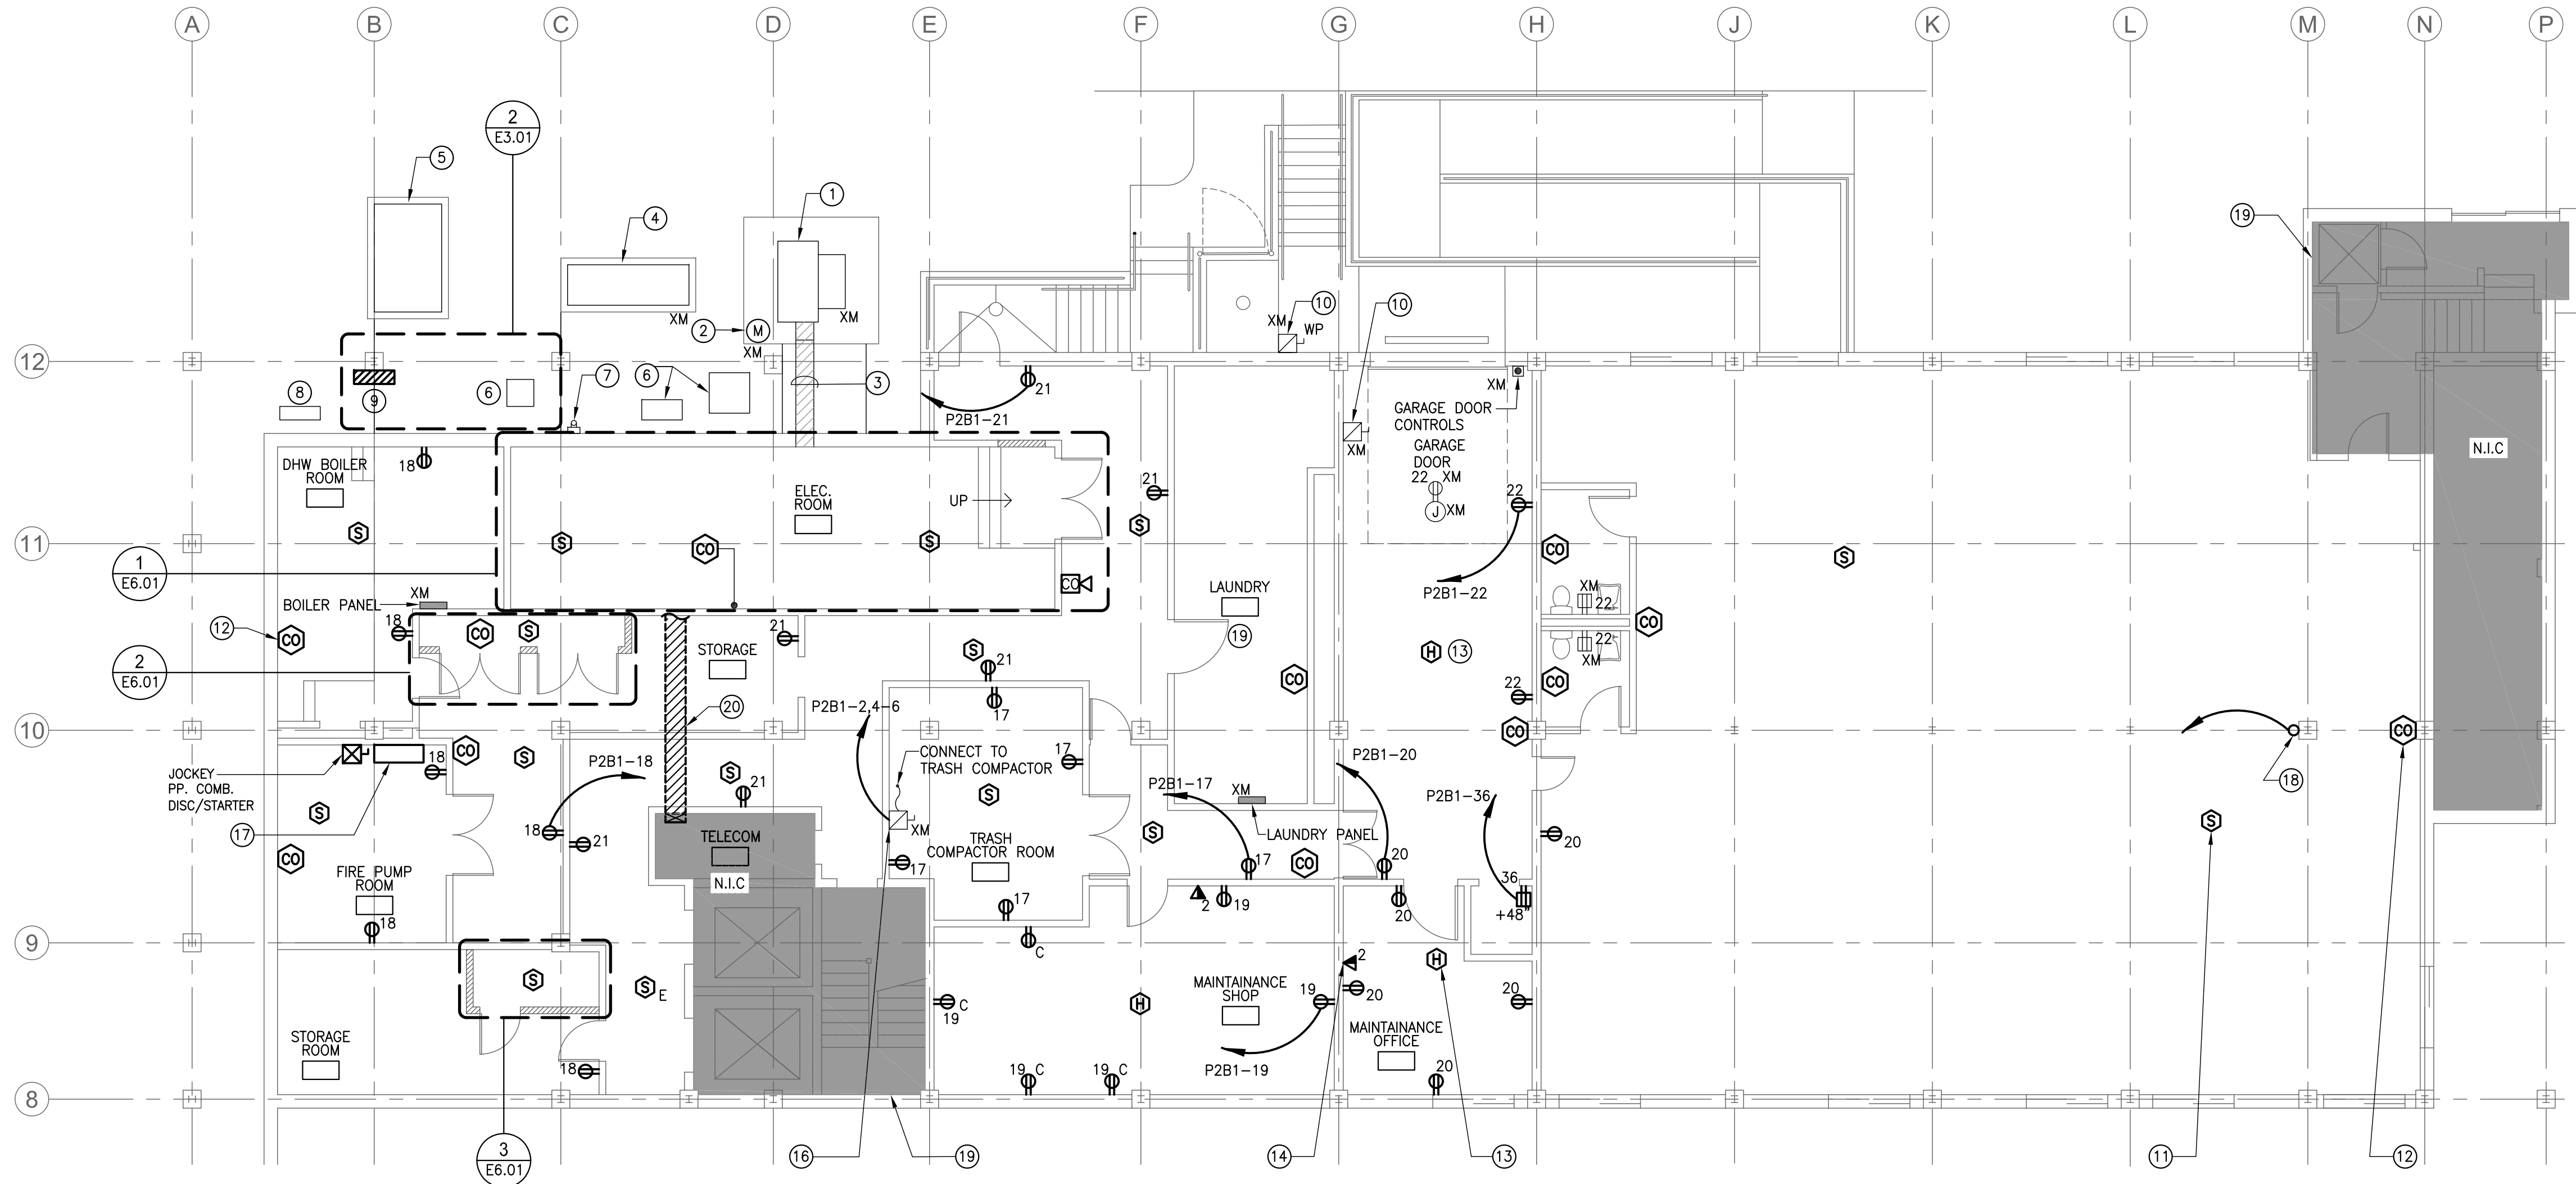 A
B
C
D
E
F
G
H
J
K
L
M
N
P
2
E3.01
5
4
1
XM
XM
2
M
XM
3
19
10
XM
WP
10
XM
12
8
9
6
7
6
21
P2B1-21
XM
GARAGE DOOR
CONTROLS
GARAGE
DOOR
22 XM
J XM
N.I.C
DHW BOILER
ROOM
18
ELEC.
ROOM
UP
21
22
S
S
CO
S
S
CO
S
11
1
E6.01
CO
P2B1-22
BOILER PANEL
XM
LAUNDRY
19
XM
22
12
CO
18
CO
S
21
STORAGE
S
21
CO
H
13
22
XM
CO
2
E6.01
17
CO
22
CO
20
P2B1-2,4-6
10
CO
CO
CO
JOCKEY
PP. COMB.
DISC/STARTER
18
S
P2B1-18
S
21
CONNECT TO
TRASH COMPACTOR
17
S
P2B1-17
XM
P2B1-20
P2B1-36
18
S
17
18
21
TELECOM
XM
TRASH
COMPACTOR ROOM
S
LAUNDRY PANEL
20
S
CO
FIRE PUMP
ROOM
N.I.C
17
17
CO
20
18
17
2
19
20
36
+48"
9
C
2
H
S
S
E
C
19
H
MAINTAINANCE
SHOP
19
20
20
STORAGE
ROOM
P2B1-19
MAINTAINANCE
OFFICE
18
19 C
19 C
20
8
3
E6.01
16
19
14
13
11
12